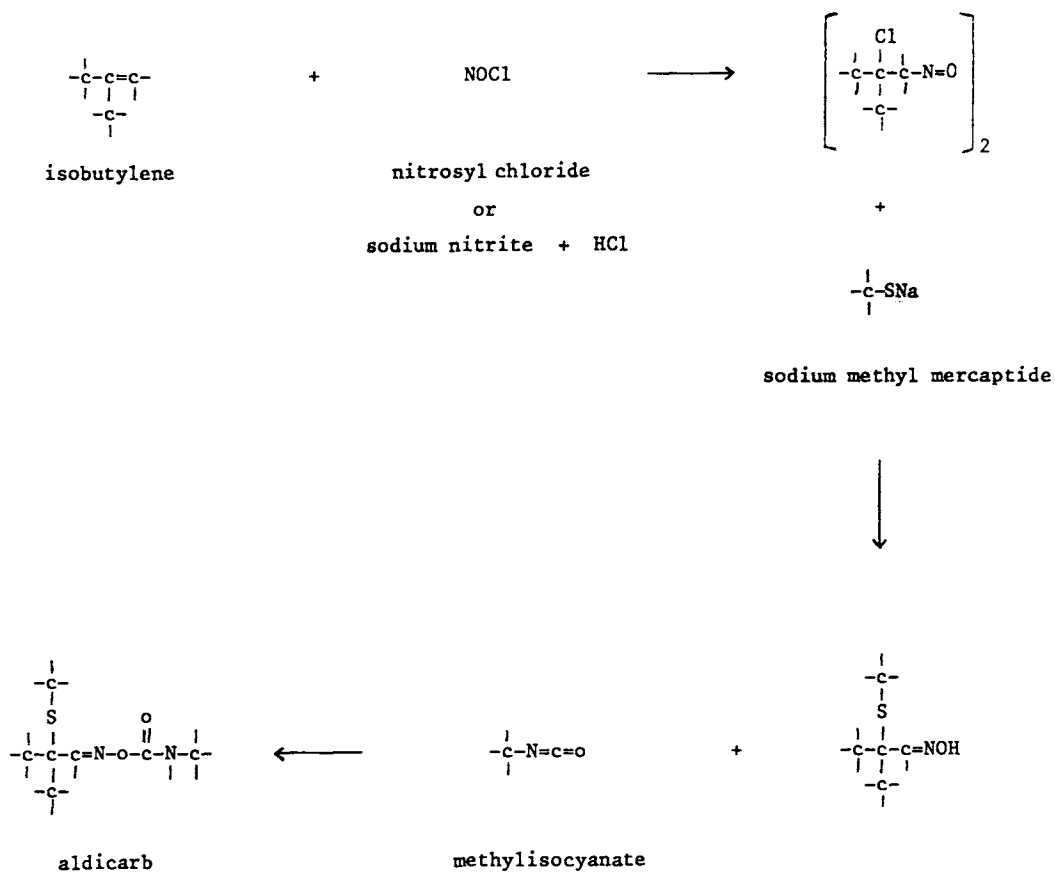 Cl
-C-C=C- + NOCl -C-C-C-N=O
-C- -C-
2
isobutylene nitrosyl chloride
or +
sodium nitrite + HCl
-C-SNa
sodium methyl mercaptide
-C- -C-
S O S
-C-C-C=N-O-C-N-C- -C-N=C=O + -C-C-C=NOH
-C- -C-
aldicarb methylisocyanate